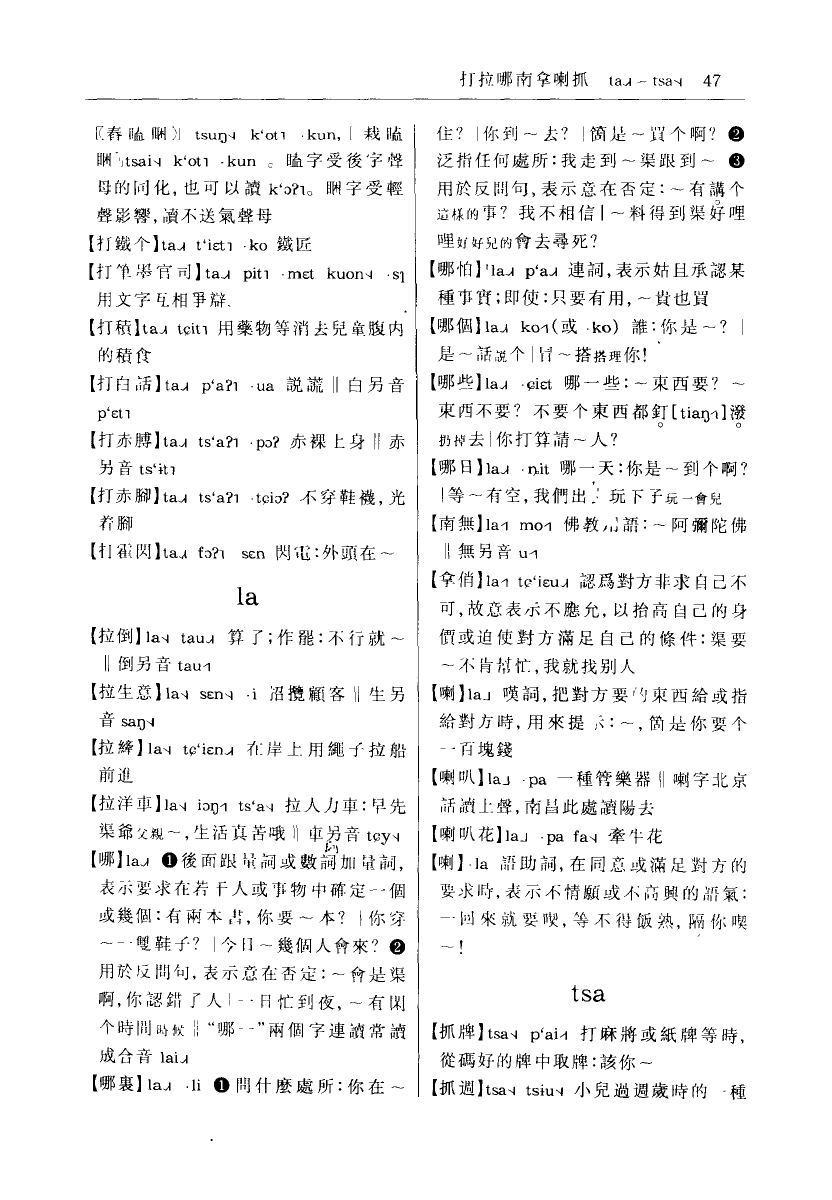 打拉哪南拿喇抓 ta˩ ~ tsa˧ 47
〖舂瞌睏〗 tsuŋ˧ k‘ot˥ ·kun,〖栽瞌
睏〗tsai˧ k‘ot˥ ·kun 。瞌字受後字聲
母的同化,也可以讀 k‘ɔʔ˥。睏字受輕
聲影響,讀不送氣聲母
【打鐵个】ta˩ t‘iɛt˥ ·ko 鐵匠
【打筆墨官司】ta˩ pit˥ ·mɛt kuon˧ ·sɿ
用文字互相爭辯
【打積】ta˩ tɕit˥ 用藥物等消去兒童腹内
的積食
【打白話】ta˩ p‘aʔ˥ ·ua 説謊‖白另音
p‘ɛt˥
【打赤膊】ta˩ ts‘aʔ˥ ·pɔʔ 赤裸上身‖赤
另音 ts‘it˥
【打赤腳】ta˩ ts‘aʔ˥ ·tɕiɔʔ 不穿鞋襪,光
着腳
【打霍閃】ta˩ fɔʔ˥ sɛn 閃電:外頭在~
la
【拉倒】la˧ tau˩ 算了;作罷:不行就~
‖倒另音 tau˧
【拉生意】la˧ sɛn˧ ·i 招攬顧客‖生另
音 saŋ˧
【拉縴】la˧ tɕ‘iɛn˩ 在岸上用繩子拉船
前進
【拉洋車】la˧ iɔŋ˧ ts‘a˧ 拉人力車:早先
渠爺父親~,生活真苦哦‖車另音 tɕy˧
【哪】la˩ ❶後面跟量詞或數詞加量詞,
表示要求在若干人或事物中確定一個
或幾個:有兩本書,你要~本?|你穿
~一雙鞋子?|今日~幾個人會來? ❷
用於反問句,表示意在否定:~會是渠
啊,你認錯了人|一日忙到夜,~有閑
个時間時候‖“哪一”兩個字連讀常讀
成合音 lai˩
【哪裏】la˩ ·li ❶問什麼處所:你在~
住?|你到~去?|箇是~買个啊? ❷
泛指任何處所:我走到~渠跟到~ ❸
用於反問句,表示意在否定:~有講个
這樣的事?我不相信|~料得到渠好哩
哩好好兒的會去尋死?
【哪怕】la˩ p‘a˩ 連詞,表示姑且承認某
種事實;即使:只要有用,~貴也買
【哪個】la˩ ko˧(或 ·ko) 誰:你是~?|
是~話説个|冒~搭搭理你!
【哪些】la˩ ·ɕiɛt 哪一些:~東西要? ~
東西不要?不要个東西都釘[tiaŋ˧]潑
扔掉去|你打算請~人?
【哪日】la˩ ·n̩it 哪一天:你是~到个啊?
|等~有空,我們出 玩下子玩一會兒
【南無】la˧ mo˧ 佛教用語:~阿彌陀佛
‖無另音 u˧
【拿俏】la˧ tɕ‘iɛu˩ 認爲對方非求自己不
可,故意表示不應允,以抬高自己的身
價或迫使對方滿足自己的條件:渠要
~不肯幫忙,我就找别人
【喇】la˩ 嘆詞,把對方要的東西給或指
給對方時,用來提示:~,箇是你要个
一百塊錢
【喇叭】la˩ ·pa 一種管樂器‖喇字北京
話讀上聲,南昌此處讀陽去
【喇叭花】la˩ ·pa fa˧ 牽牛花
【喇】·la 語助詞,在同意或滿足對方的
要求時,表示不情願或不高興的語氣:
一回來就要喫,等不得飯熟,隔你喫
~!
tsa
【抓牌】tsa˧ p‘ai˧ 打麻將或紙牌等時,
從碼好的牌中取牌:該你~
【抓週】tsa˧ tsiu˧ 小兒過週歲時的一種